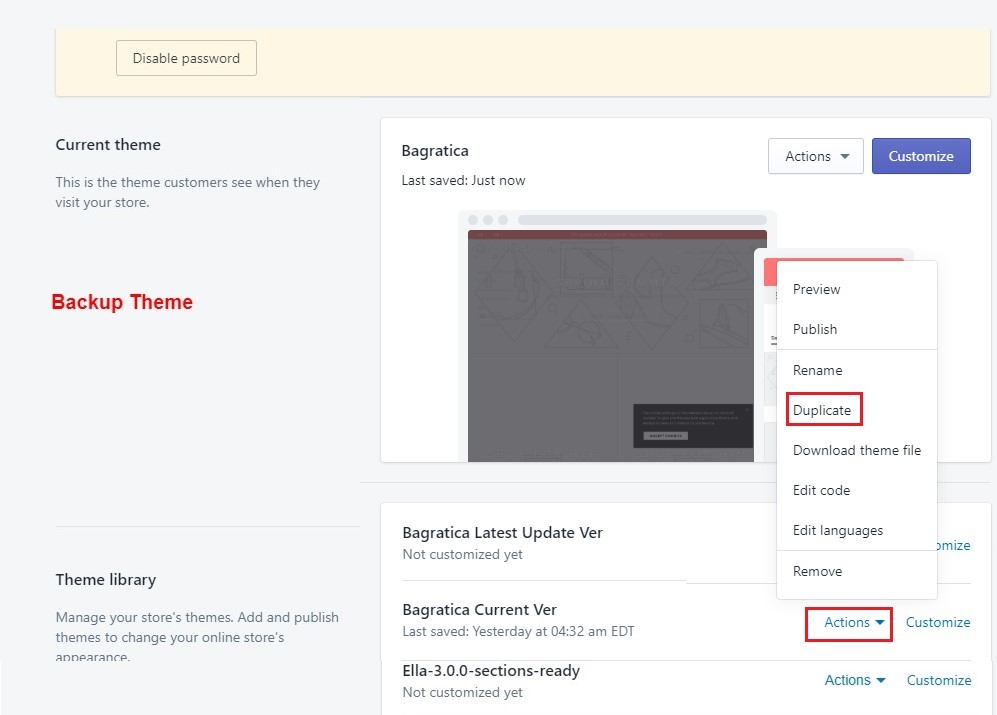 Disable password
Current theme
This is the theme customers see when they
visit your store.
Backup Theme
Bagratica
Last saved: Just now
Actions
Customize
Preview
Publish
Rename
Duplicate
Download theme file
Edit code
Edit languages
Remove
Theme library
Manage your store's themes. Add and publish
themes to change your online store's
appearance.
Bagratica Latest Update Ver
Not customized yet
omize
Bagratica Current Ver
Last saved: Yesterday at 04:32 am EDT
Actions
Customize
Ella-3.0.0-sections-ready
Not customized yet
Actions
Customize